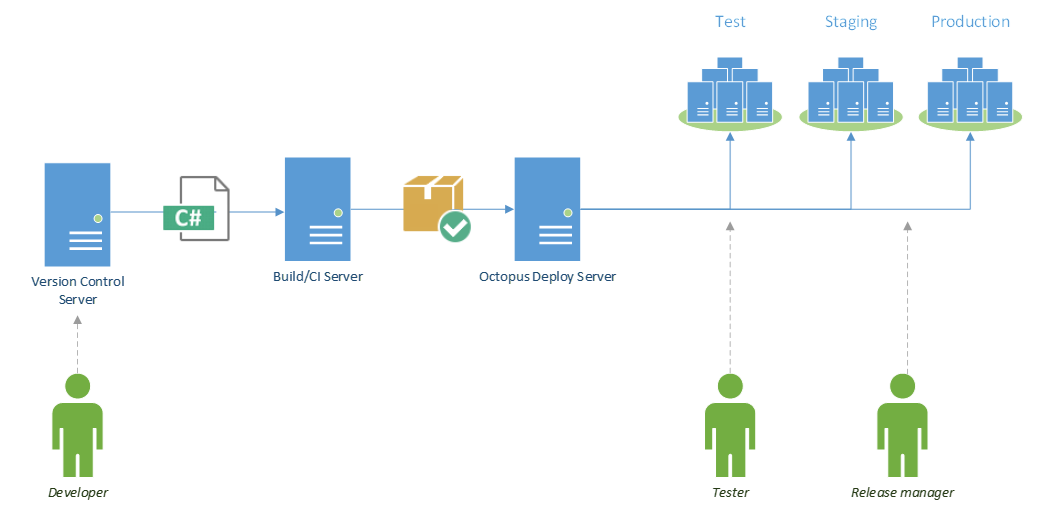 Test
Staging
Production
C#
Version Control
Server
Build/CI Server
Octopus Deploy Server
Developer
Tester
Release manager